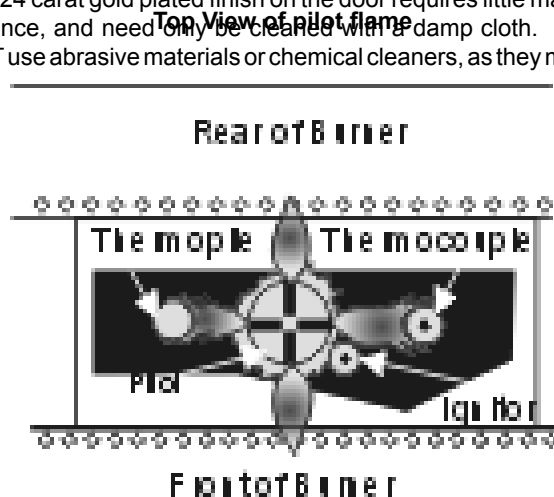 24 carat gold plated finish on the door requires little ma
nce, and need only be cleaned with a damp cloth.
Top View of pilot flame
T use abrasive materials or chemical cleaners, as they m
Rear of Burner
Thermopile Thermocouple
Pilot
Ignitor
Front of Burner